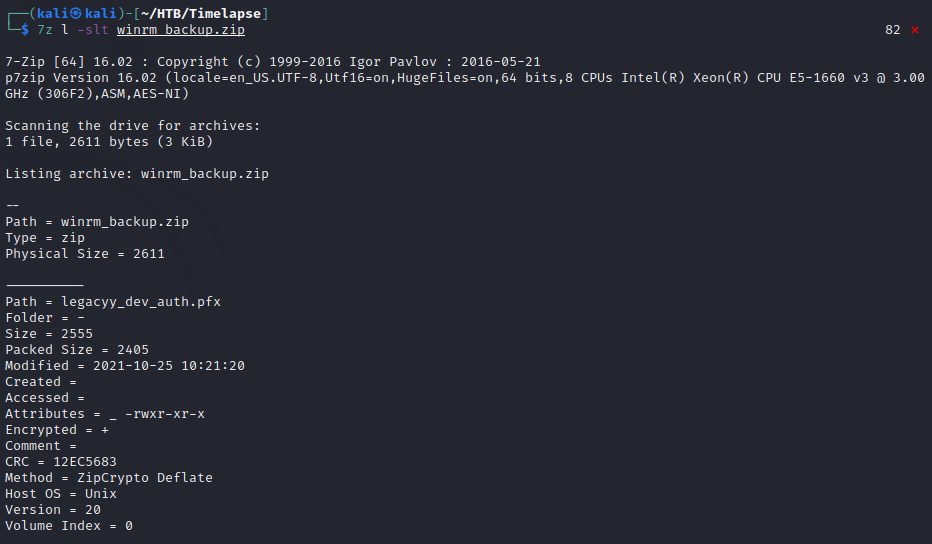 ┌──(kali㉿kali)-[~/HTB/Timelapse]
└─$ 7z l -slt winrm_backup.zip 82 ⨯
7-Zip [64] 16.02 : Copyright (c) 1999-2016 Igor Pavlov : 2016-05-21
p7zip Version 16.02 (locale=en_US.UTF-8,Utf16=on,HugeFiles=on,64 bits,8 CPUs Intel(R) Xeon(R) CPU E5-1660 v3 @ 3.00
GHz (306F2),ASM,AES-NI)
Scanning the drive for archives:
1 file, 2611 bytes (3 KiB)
Listing archive: winrm_backup.zip
--
Path = winrm_backup.zip
Type = zip
Physical Size = 2611
----------
Path = legacyy_dev_auth.pfx
Folder = -
Size = 2555
Packed Size = 2405
Modified = 2021-10-25 10:21:20
Created =
Accessed =
Attributes = _ -rwxr-xr-x
Encrypted = +
Comment =
CRC = 12EC5683
Method = ZipCrypto Deflate
Host OS = Unix
Version = 20
Volume Index = 0